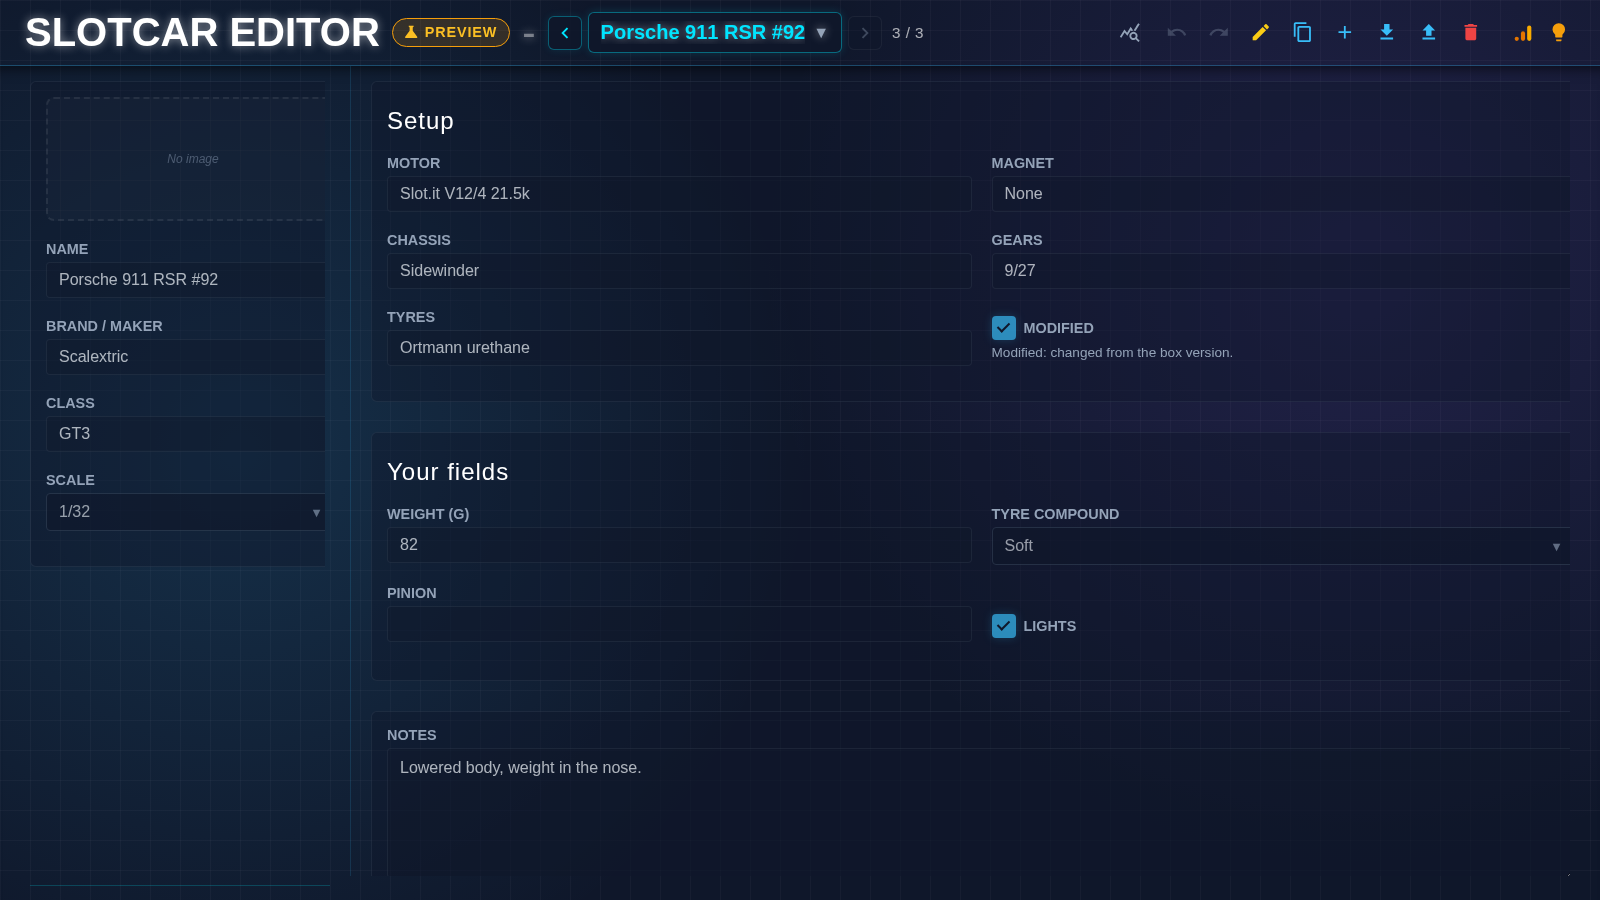 SLOTCAR EDITOR
PREVIEW
Porsche 911 RSR #92
3 / 3
No image
NAME
Porsche 911 RSR #92
BRAND / MAKER
Scalextric
CLASS
GT3
SCALE
1/32
Setup
MOTOR
Slot.it V12/4 21.5k
MAGNET
None
CHASSIS
Sidewinder
GEARS
9/27
TYRES
Ortmann urethane
MODIFIED
Modified: changed from the box version.
Your fields
WEIGHT (G)
82
TYRE COMPOUND
Soft
PINION
LIGHTS
NOTES
Lowered body, weight in the nose.